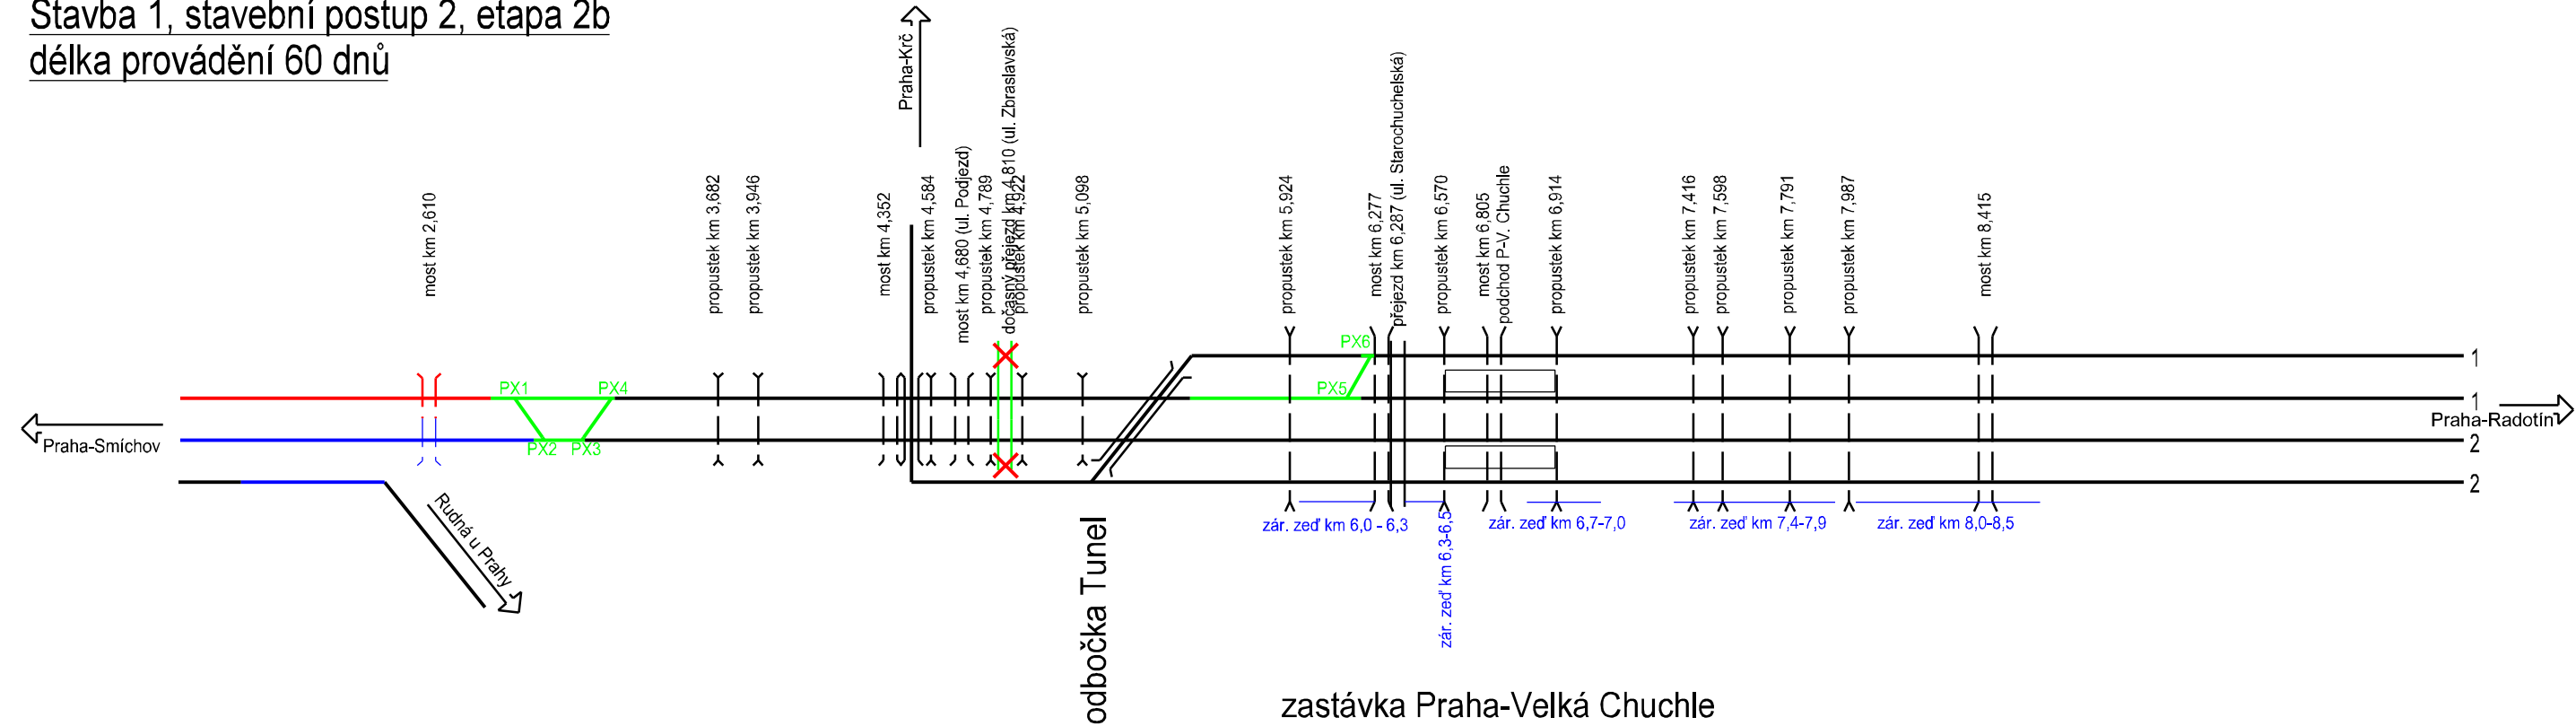 Stavba 1, stavební postup 2, etapa 2b
délka provádění 60 dnů
Praha-Krč
most km 2,610
propustek km 3,682
propustek km 3,946
most km 4,352
propustek km 4,584
most km 4,680 (ul. Podjezd)
propustek km 4,789
dočasný přejezd km 4,810 (ul. Zbraslavská)
propustek km 4,922
propustek km 5,098
propustek km 5,924
most km 6,277
přejezd km 6,287 (ul. Starochuchelská)
propustek km 6,570
most km 6,805
podchod P-V. Chuchle
propustek km 6,914
propustek km 7,416
propustek km 7,598
propustek km 7,791
propustek km 7,987
most km 8,415
PX6
1
PX1
PX4
PX5
1
Praha-Smíchov
PX2
PX3
Praha-Radotín
2
2
Rudná u Prahy
zár. zeď km 6,0 - 6,3
zár. zeď km 6,3-6,5
zár. zeď km 6,7-7,0
zár. zeď km 7,4-7,9
zár. zeď km 8,0-8,5
odbočka Tunel
zastávka Praha-Velká Chuchle